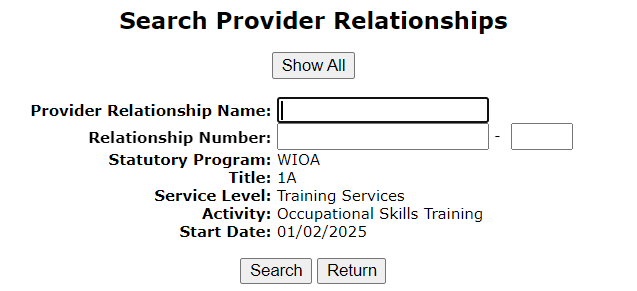 Search Provider Relationships
Show All
Provider Relationship Name:
Relationship Number: -
Statutory Program: WIOA
Title: 1A
Service Level: Training Services
Activity: Occupational Skills Training
Start Date: 01/02/2025
Search Return